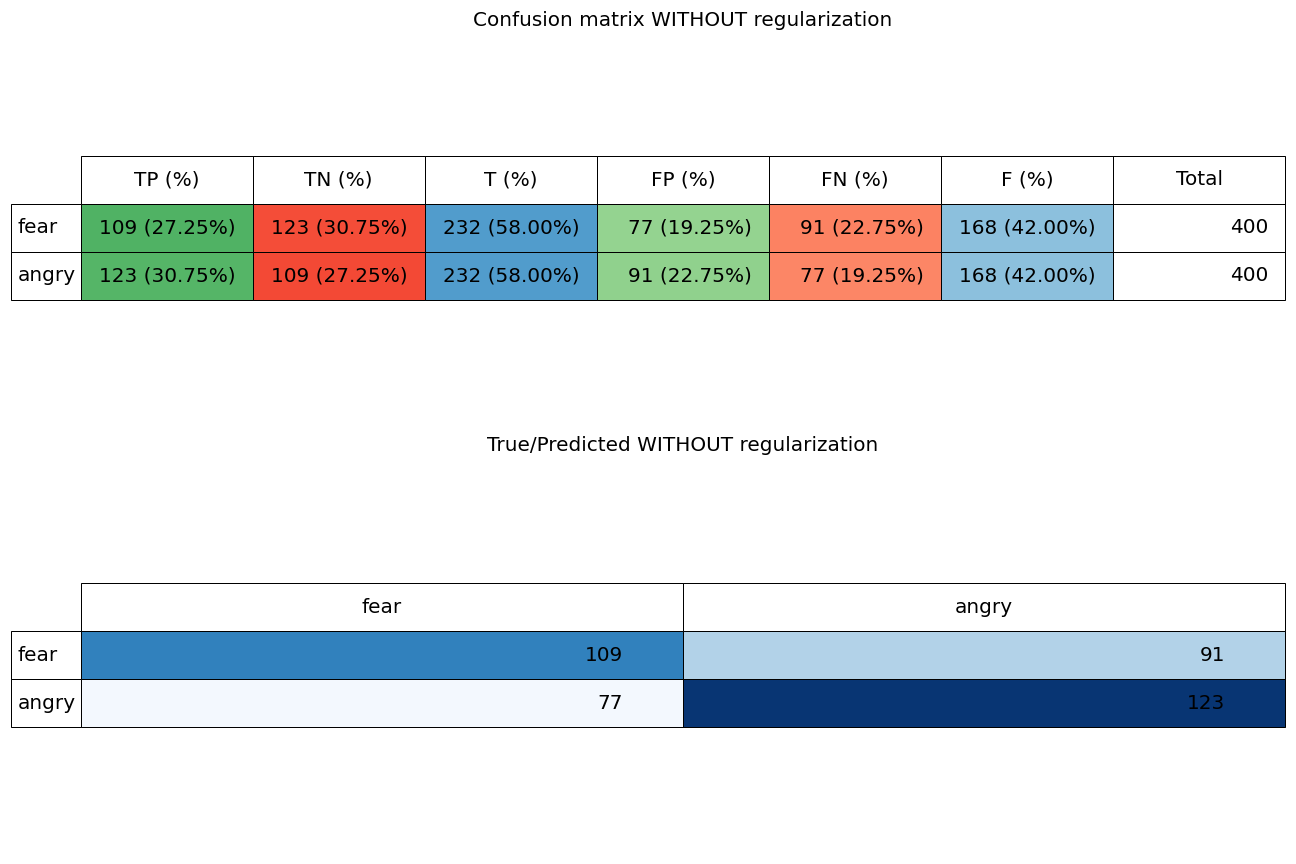 Confusion matrix WITHOUT regularization
TP (%) TN (%) T (%) FP (%) FN (%) F (%) Total
fear 109 (27.25%) 123 (30.75%) 232 (58.00%) 77 (19.25%) 91 (22.75%) 168 (42.00%) 400
angry 123 (30.75%) 109 (27.25%) 232 (58.00%) 91 (22.75%) 77 (19.25%) 168 (42.00%) 400
True/Predicted WITHOUT regularization
fear angry
fear 109 91
angry 77 123